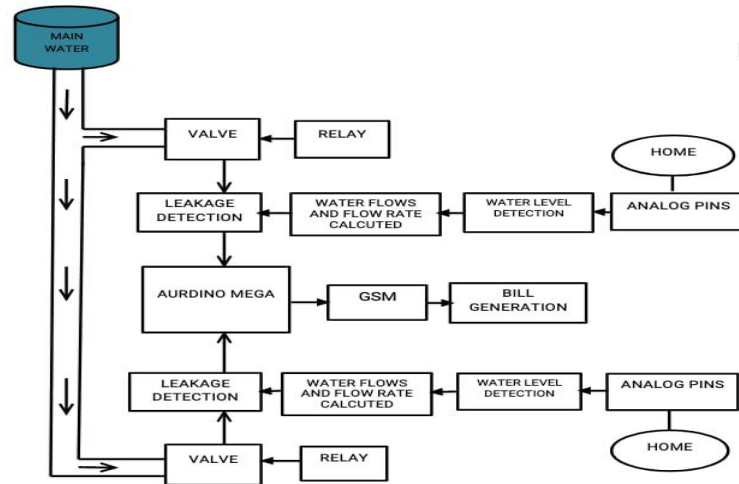 MAIN
WATER
VALVE
RELAY
HOME
LEAKAGE
DETECTION
WATER FLOWS
AND FLOW RATE
CALCUTED
WATER LEVEL
DETECTION
ANALOG PINS
AURDINO MEGA
GSM
BILL
GENERATION
LEAKAGE
DETECTION
WATER FLOWS
AND FLOW RATE
CALCUTED
WATER LEVEL
DETECTION
ANALOG PINS
VALVE
RELAY
HOME